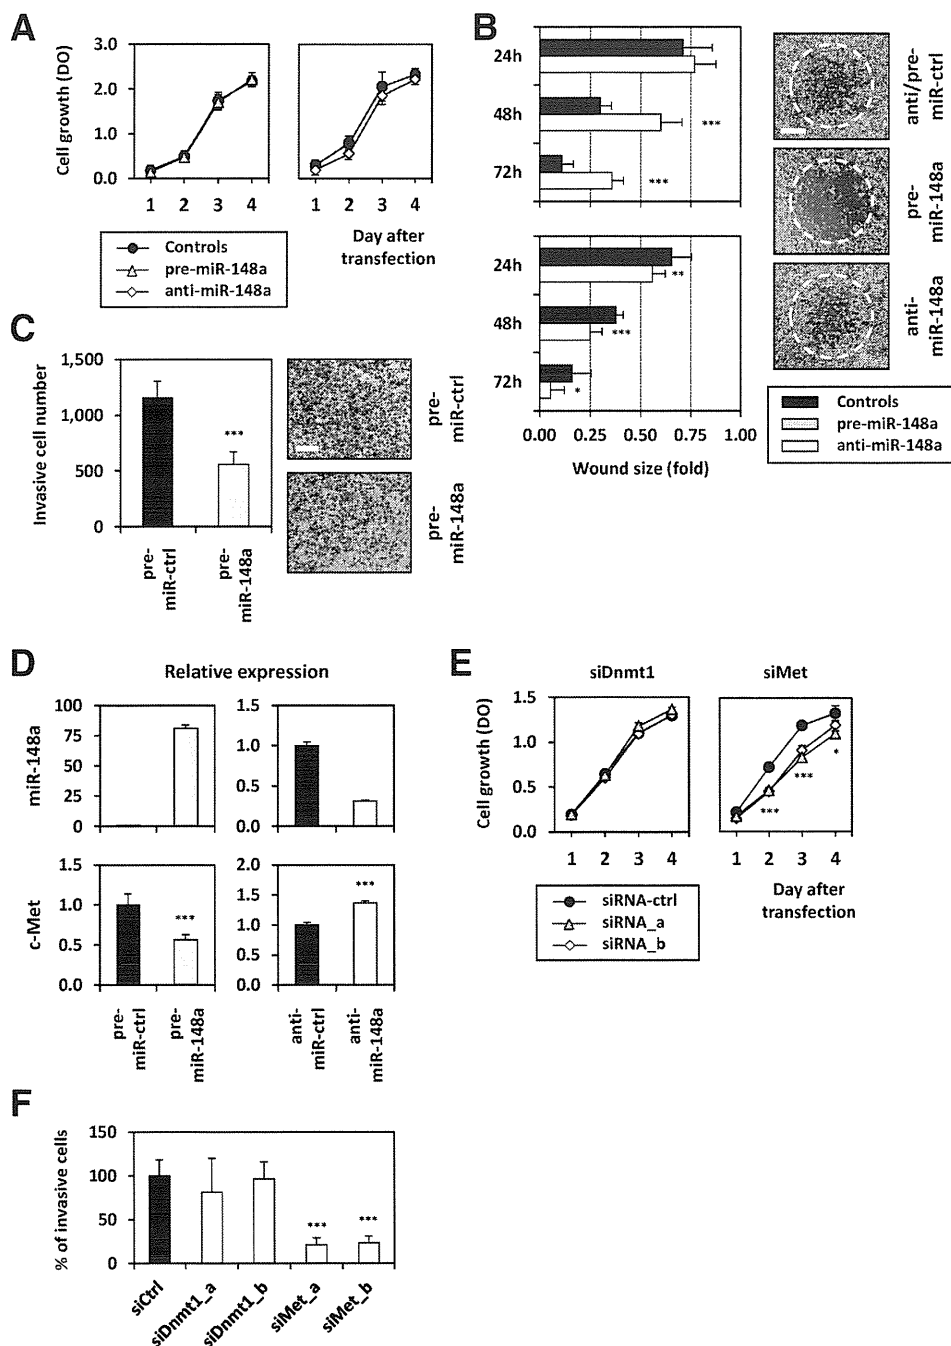 A
Cell growth (DO)
3.0
2.0
1.0
0.0
1 2 3 4
1 2 3 4
Day after
transfection
Controls
pre-miR-148a
anti-miR-148a
B
24h
48h
***
72h
***
24h
**
48h
***
72h
*
0.00 0.25 0.50 0.75 1.00
Wound size (fold)
anti/pre-
miR-ctrl
pre-
miR-148a
anti-
miR-148a
Controls
pre-miR-148a
anti-miR-148a
C
Invasive cell number
1,500
1,000
500
0
***
pre-
miR-ctrl
pre-
miR-148a
pre-
miR-ctrl
pre-
miR-148a
D
Relative expression
miR-148a
100
75
50
25
0
1.5
1.0
0.5
0.0
c-Met
1.5
1.0
0.5
0.0
***
2.0
1.5
1.0
0.5
0.0
***
pre-
miR-ctrl
pre-
miR-148a
anti-
miR-ctrl
anti-
miR-148a
E
siDnmt1
siMet
Cell growth (DO)
1.5
1.0
0.5
0.0
***
***
*
1 2 3 4
1 2 3 4
Day after
transfection
siRNA-ctrl
siRNA_a
siRNA_b
F
% of invasive cells
150
100
50
0
***
***
siCtrl
siDnmt1_a
siDnmt1_b
siMet_a
siMet_b